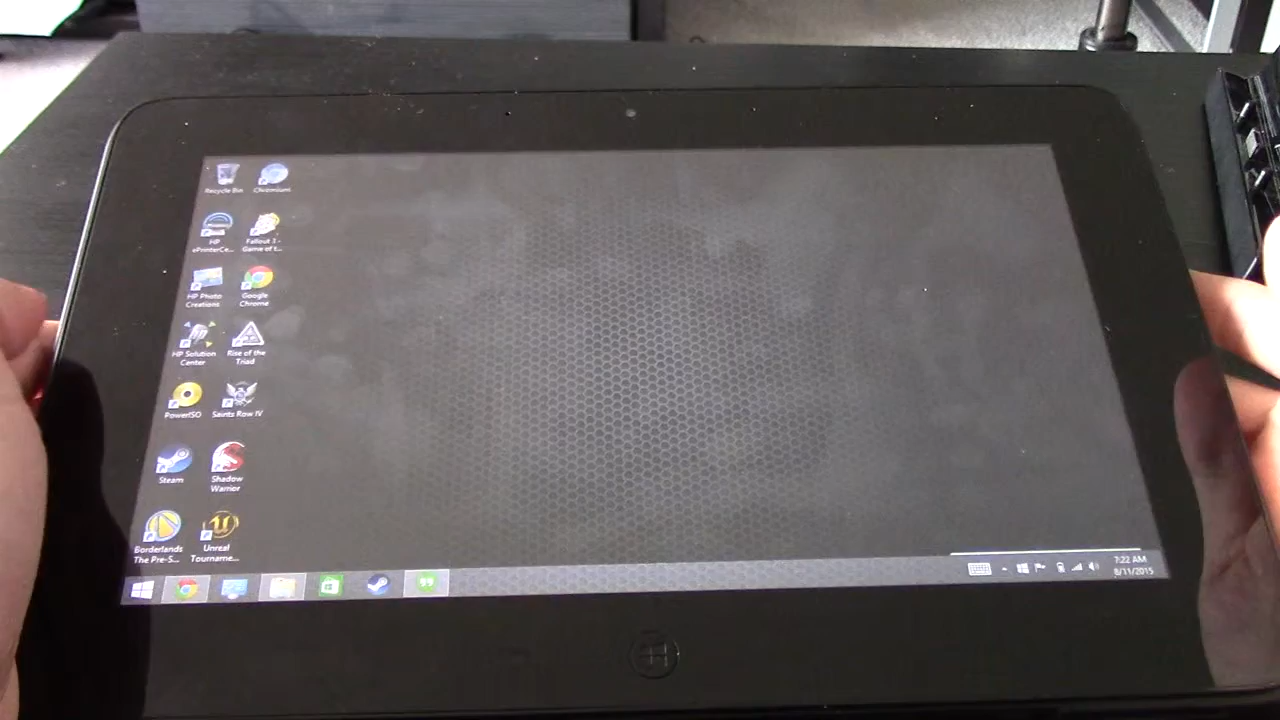 Recycle Bin
Chromium
HP
ePrinterCe...
Fallout 3 -
Game of t...
HP Photo
Creations
Google
Chrome
HP Solution
Center
Rise of the
Triad
PowerISO
Saints Row IV
Steam
Shadow
Warrior
Borderlands
The Pre-S...
Unreal
Tourname...
7:22 AM
8/11/2015